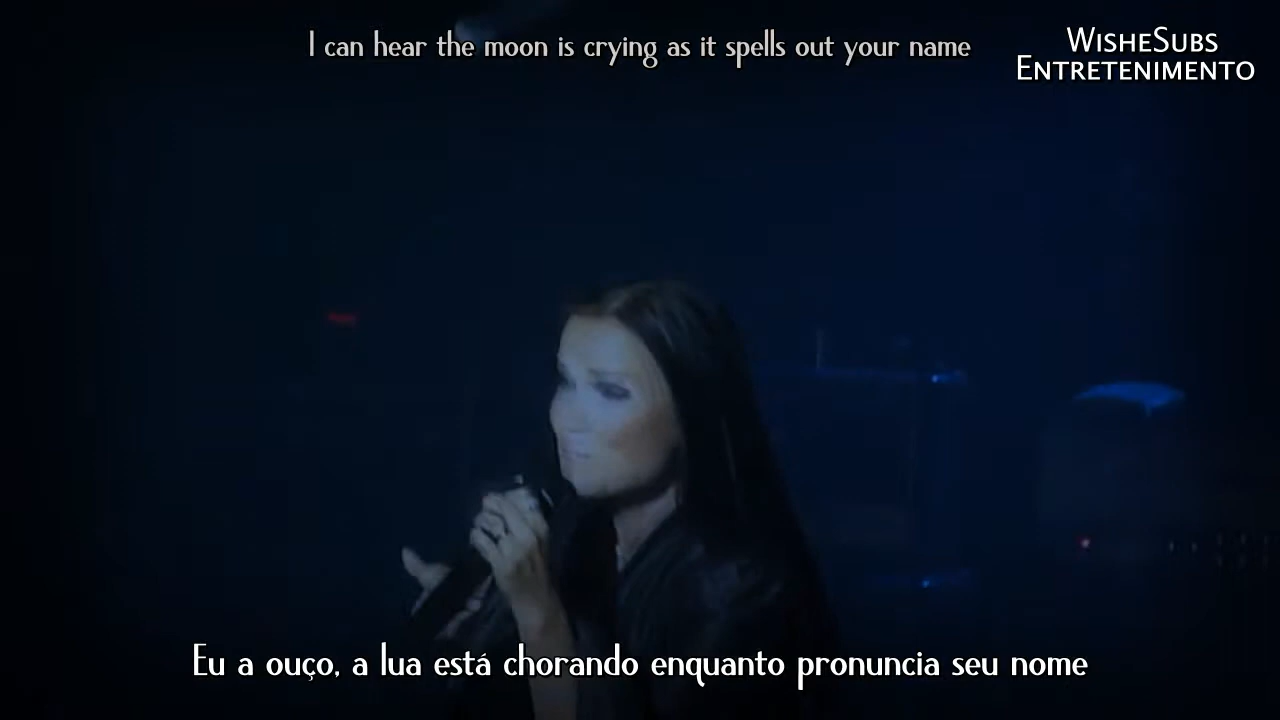 I can hear the moon is crying as it spells out your name
WisheSubs
Entretenimento
Eu a ouço, a lua está chorando enquanto pronuncia seu nome